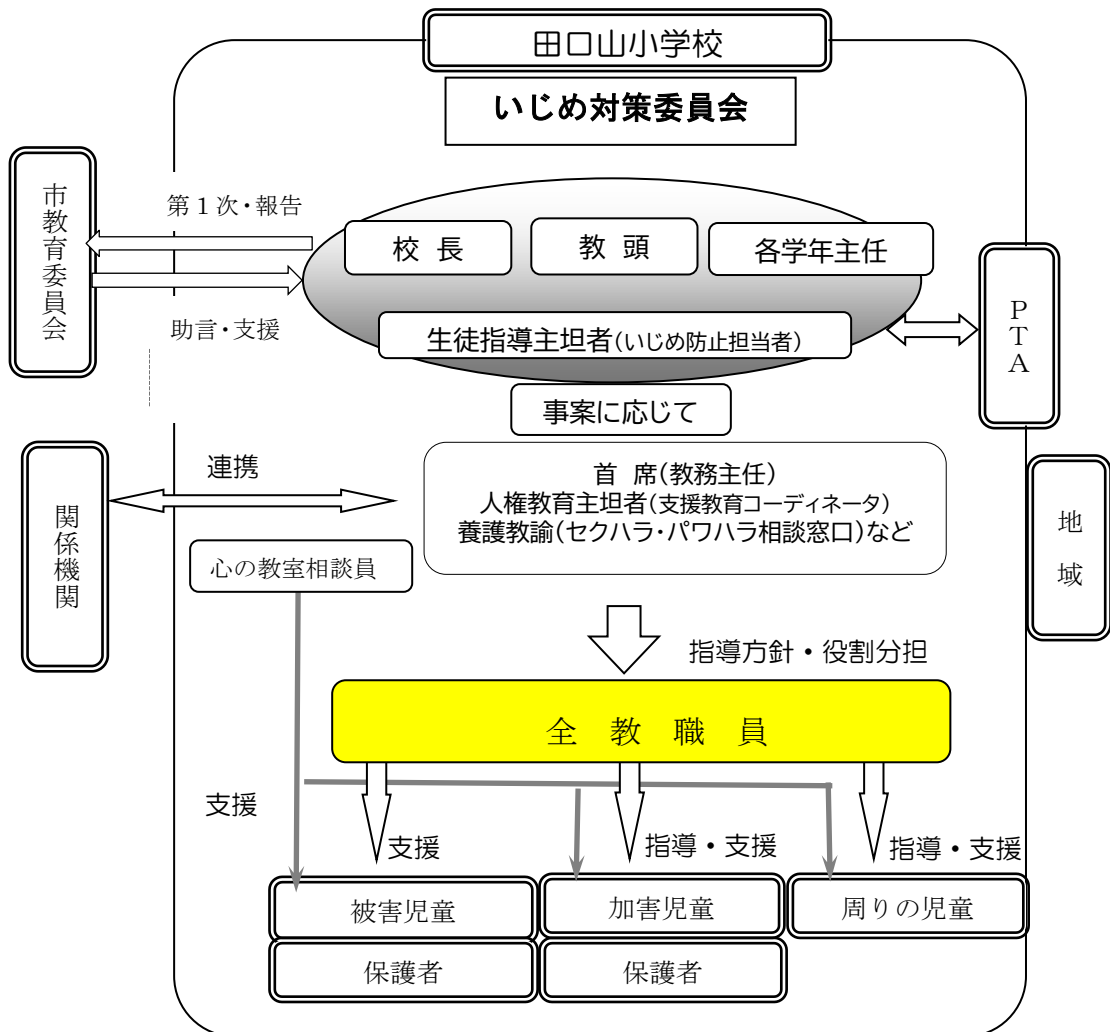 田口山小学校
いじめ対策委員会
市教育委員会
第１次・報告
助言・支援
校 長
教 頭
各学年主任
生徒指導主坦者(いじめ防止担当者)
ＰＴＡ
事案に応じて
関係機関
連携
首 席(教務主任)
人権教育主坦者(支援教育コーディネータ)
養護教諭(セクハラ・パワハラ相談窓口)など
地 域
心の教室相談員
指導方針・役割分担
全 教 職 員
支援
支援
指導・支援
指導・支援
被害児童
加害児童
周りの児童
保護者
保護者